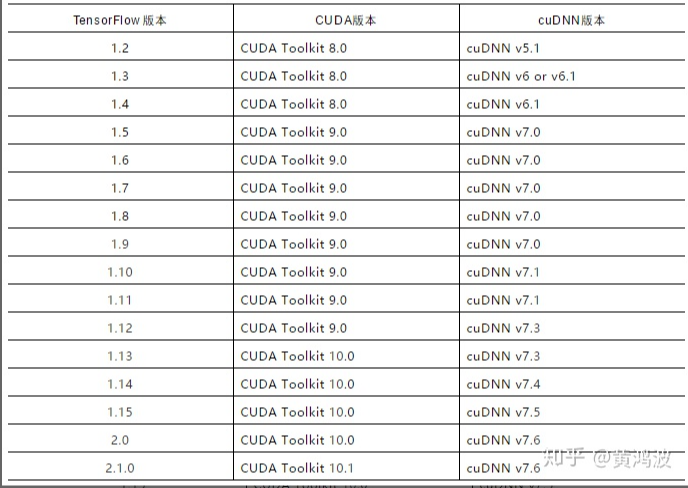 TensorFlow 版本 CUDA版本 cuDNN版本
1.2 CUDA Toolkit 8.0 cuDNN v5.1
1.3 CUDA Toolkit 8.0 cuDNN v6 or v6.1
1.4 CUDA Toolkit 8.0 cuDNN v6.1
1.5 CUDA Toolkit 9.0 cuDNN v7.0
1.6 CUDA Toolkit 9.0 cuDNN v7.0
1.7 CUDA Toolkit 9.0 cuDNN v7.0
1.8 CUDA Toolkit 9.0 cuDNN v7.0
1.9 CUDA Toolkit 9.0 cuDNN v7.0
1.10 CUDA Toolkit 9.0 cuDNN v7.1
1.11 CUDA Toolkit 9.0 cuDNN v7.1
1.12 CUDA Toolkit 9.0 cuDNN v7.3
1.13 CUDA Toolkit 10.0 cuDNN v7.3
1.14 CUDA Toolkit 10.0 cuDNN v7.4
1.15 CUDA Toolkit 10.0 cuDNN v7.5
2.0 CUDA Toolkit 10.0 cuDNN v7.6
2.1.0 CUDA Toolkit 10.1 cuDNN v7.6
知乎 @黄鸿波